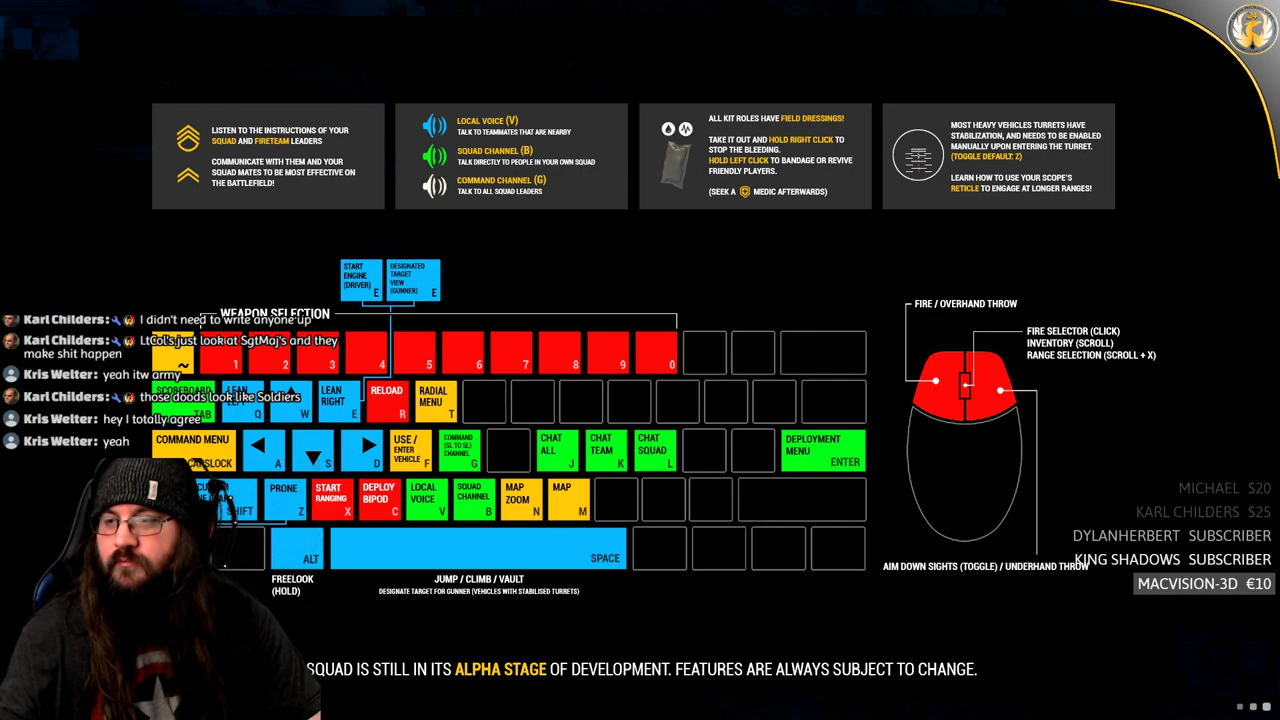 24
LISTEN TO THE INSTRUCTIONS OF YOUR
SQUAD AND FIRETEAM LEADERS
COMMUNICATE WITH THEM AND YOUR
SQUAD MATES TO BE MOST EFFECTIVE ON
THE BATTLEFIELD!
LOCAL VOICE (V)
TALK TO TEAMMATES THAT ARE NEARBY
SQUAD CHANNEL (B)
TALK DIRECTLY TO PEOPLE IN YOUR OWN SQUAD
COMMAND CHANNEL (G)
TALK TO ALL SQUAD LEADERS
ALL KIT ROLES HAVE FIELD DRESSINGS!
TAKE IT OUT AND HOLD RIGHT CLICK TO
STOP THE BLEEDING.
HOLD LEFT CLICK TO BANDAGE OR REVIVE
FRIENDLY PLAYERS.
(SEEK A MEDIC AFTERWARDS)
MOST HEAVY VEHICLES TURRETS HAVE
STABILIZATION, AND NEEDS TO BE ENABLED
MANUALLY UPON ENTERING THE TURRET.
(TOGGLE DEFAULT: Z)
LEARN HOW TO USE YOUR SCOPE'S
RETICLE TO ENGAGE AT LONGER RANGES!
START
ENGINE
(DRIVER)
E
DESIGNATED
TARGET
VIEW
(GUNNER)
E
WEAPON SELECTION
~ 1 2 3 4 5 6 7 8 9 0
SCOREBOARD
TAB
LEAN
LEFT
Q
W
LEAN
RIGHT
E
RELOAD
R
RADIAL
MENU
T
COMMAND MENU
CAPSLOCK
A
S
D
USE /
ENTER
VEHICLE
F
COMMAND
(SL TO SL)
CHANNEL
G
CHAT
ALL
J
CHAT
TEAM
K
CHAT
SQUAD
L
DEPLOYMENT
MENU
ENTER
SHIFT
PRONE
Z
START
RANGING
X
DEPLOY
BIPOD
C
LOCAL
VOICE
V
SQUAD
CHANNEL
B
MAP
ZOOM
N
MAP
M
ALT
SPACE
FREELOOK
(HOLD)
JUMP / CLIMB / VAULT
DESIGNATE TARGET FOR GUNNER (VEHICLES WITH STABILISED TURRETS)
FIRE / OVERHAND THROW
FIRE SELECTOR (CLICK)
INVENTORY (SCROLL)
RANGE SELECTION (SCROLL + X)
AIM DOWN SIGHTS (TOGGLE) / UNDERHAND THROW
Karl Childers: I didn't need to write anyone up
Karl Childers: LtCol's just look at SgtMaj's and they
make shit happen
Kris Welter: yeah itw army
Karl Childers: those doods look like Soldiers
Kris Welter: hey I totally agree
Kris Welter: yeah
MICHAEL $20
KARL CHILDERS $25
DYLANHERBERT SUBSCRIBER
KING SHADOWS SUBSCRIBER
MACVISION-3D €10
SQUAD IS STILL IN ITS ALPHA STAGE OF DEVELOPMENT. FEATURES ARE ALWAYS SUBJECT TO CHANGE.